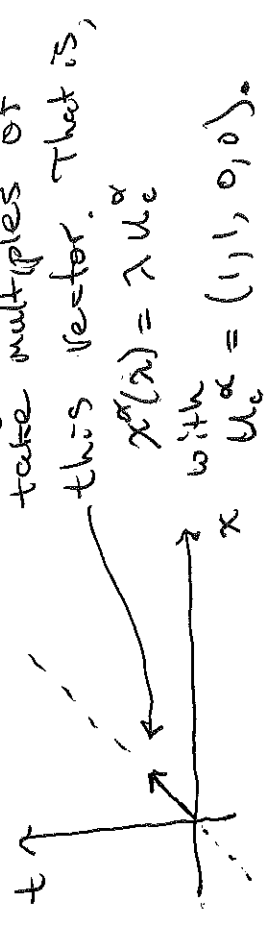 take multiples of
this vector. That is,
x^α(λ) = λ u_c^α
with
u_c^α = (1, 1, 0, 0).
t
x